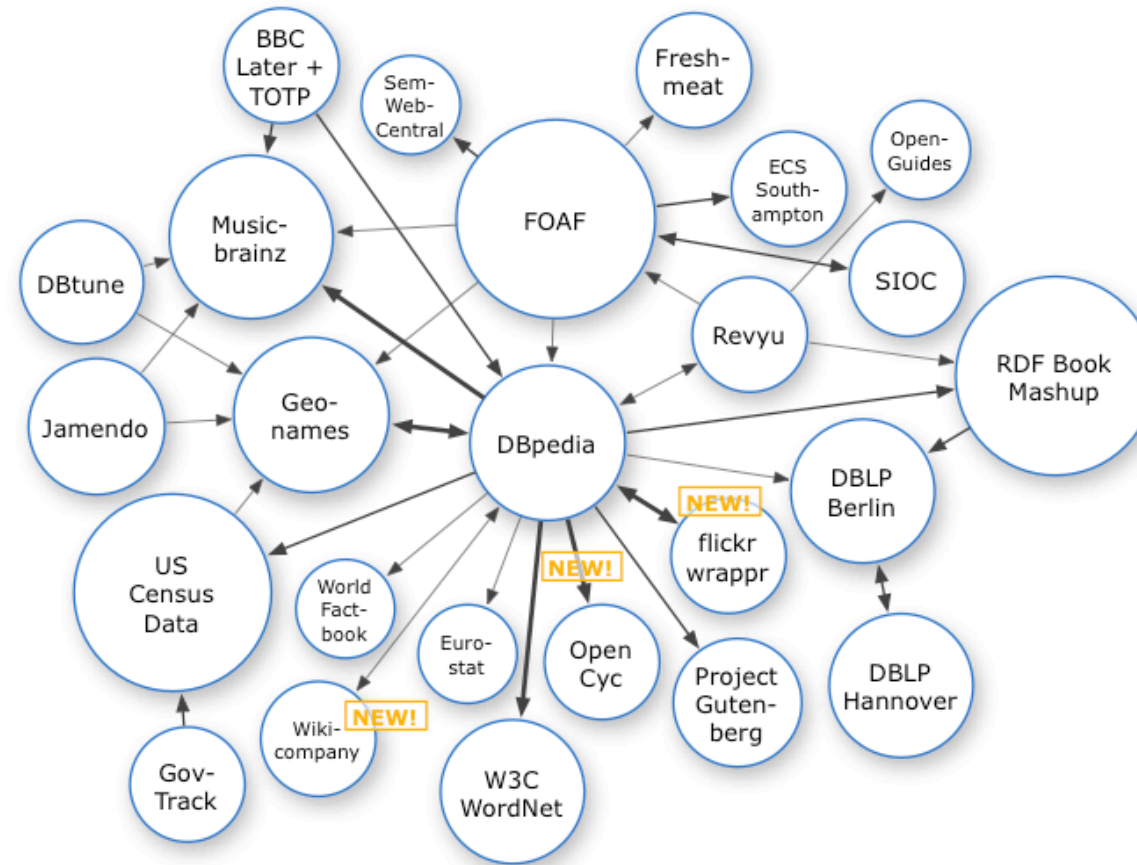 BBC
Later +
TOTP
Sem-
Web-
Central
Fresh-
meat
FOAF
ECS
South-
ampton
Open-
Guides
Music-
brainz
DBtune
SIOC
Revyu
RDF Book
Mashup
Jamendo
Geo-
names
DBpedia
DBLP
Berlin
NEW!
flickr
wrappr
US
Census
Data
World
Fact-
book
NEW!
Euro-
stat
Open
Cyc
Project
Guten-
berg
DBLP
Hannover
NEW!
Wiki-
company
Gov-
Track
W3C
WordNet